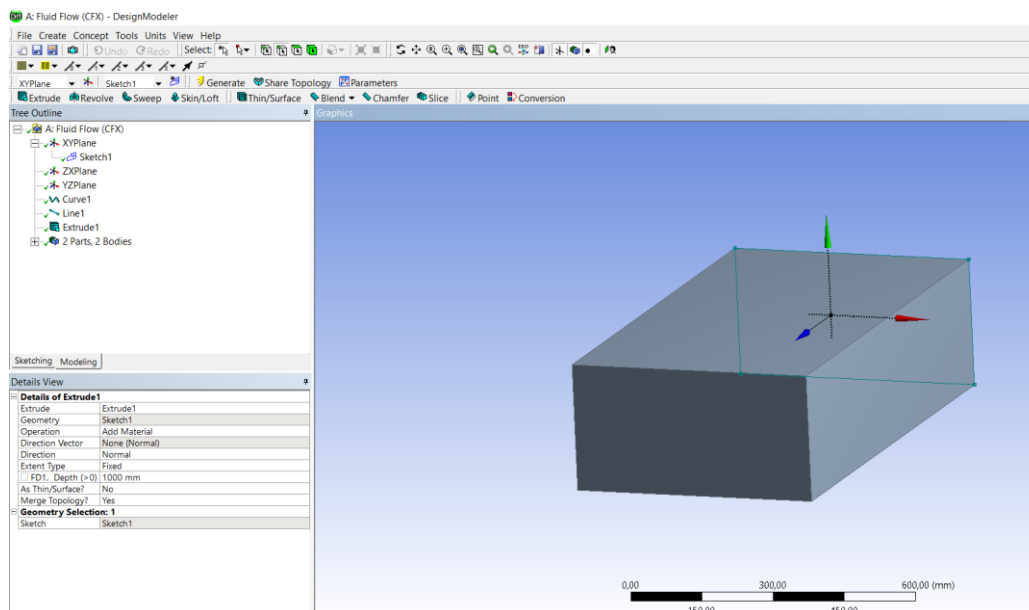 A: Fluid Flow (CFX) - DesignModeler
File Create Concept Tools Units View Help
Undo Redo Select:
XYPlane Sketch1 Generate Share Topology Parameters
Extrude Revolve Sweep Skin/Loft Thin/Surface Blend Chamfer Slice Point Conversion
Tree Outline
Graphics
A: Fluid Flow (CFX)
XYPlane
Sketch1
ZXPlane
YZPlane
Curve1
Line1
Extrude1
2 Parts, 2 Bodies
Sketching Modeling
Details View
Details of Extrude1
Extrude Extrude1
Geometry Sketch1
Operation Add Material
Direction Vector None (Normal)
Direction Normal
Extent Type Fixed
FD1, Depth (>0) 1000 mm
As Thin/Surface? No
Merge Topology? Yes
Geometry Selection: 1
Sketch Sketch1
0,00 300,00 600,00 (mm)
150,00 450,00